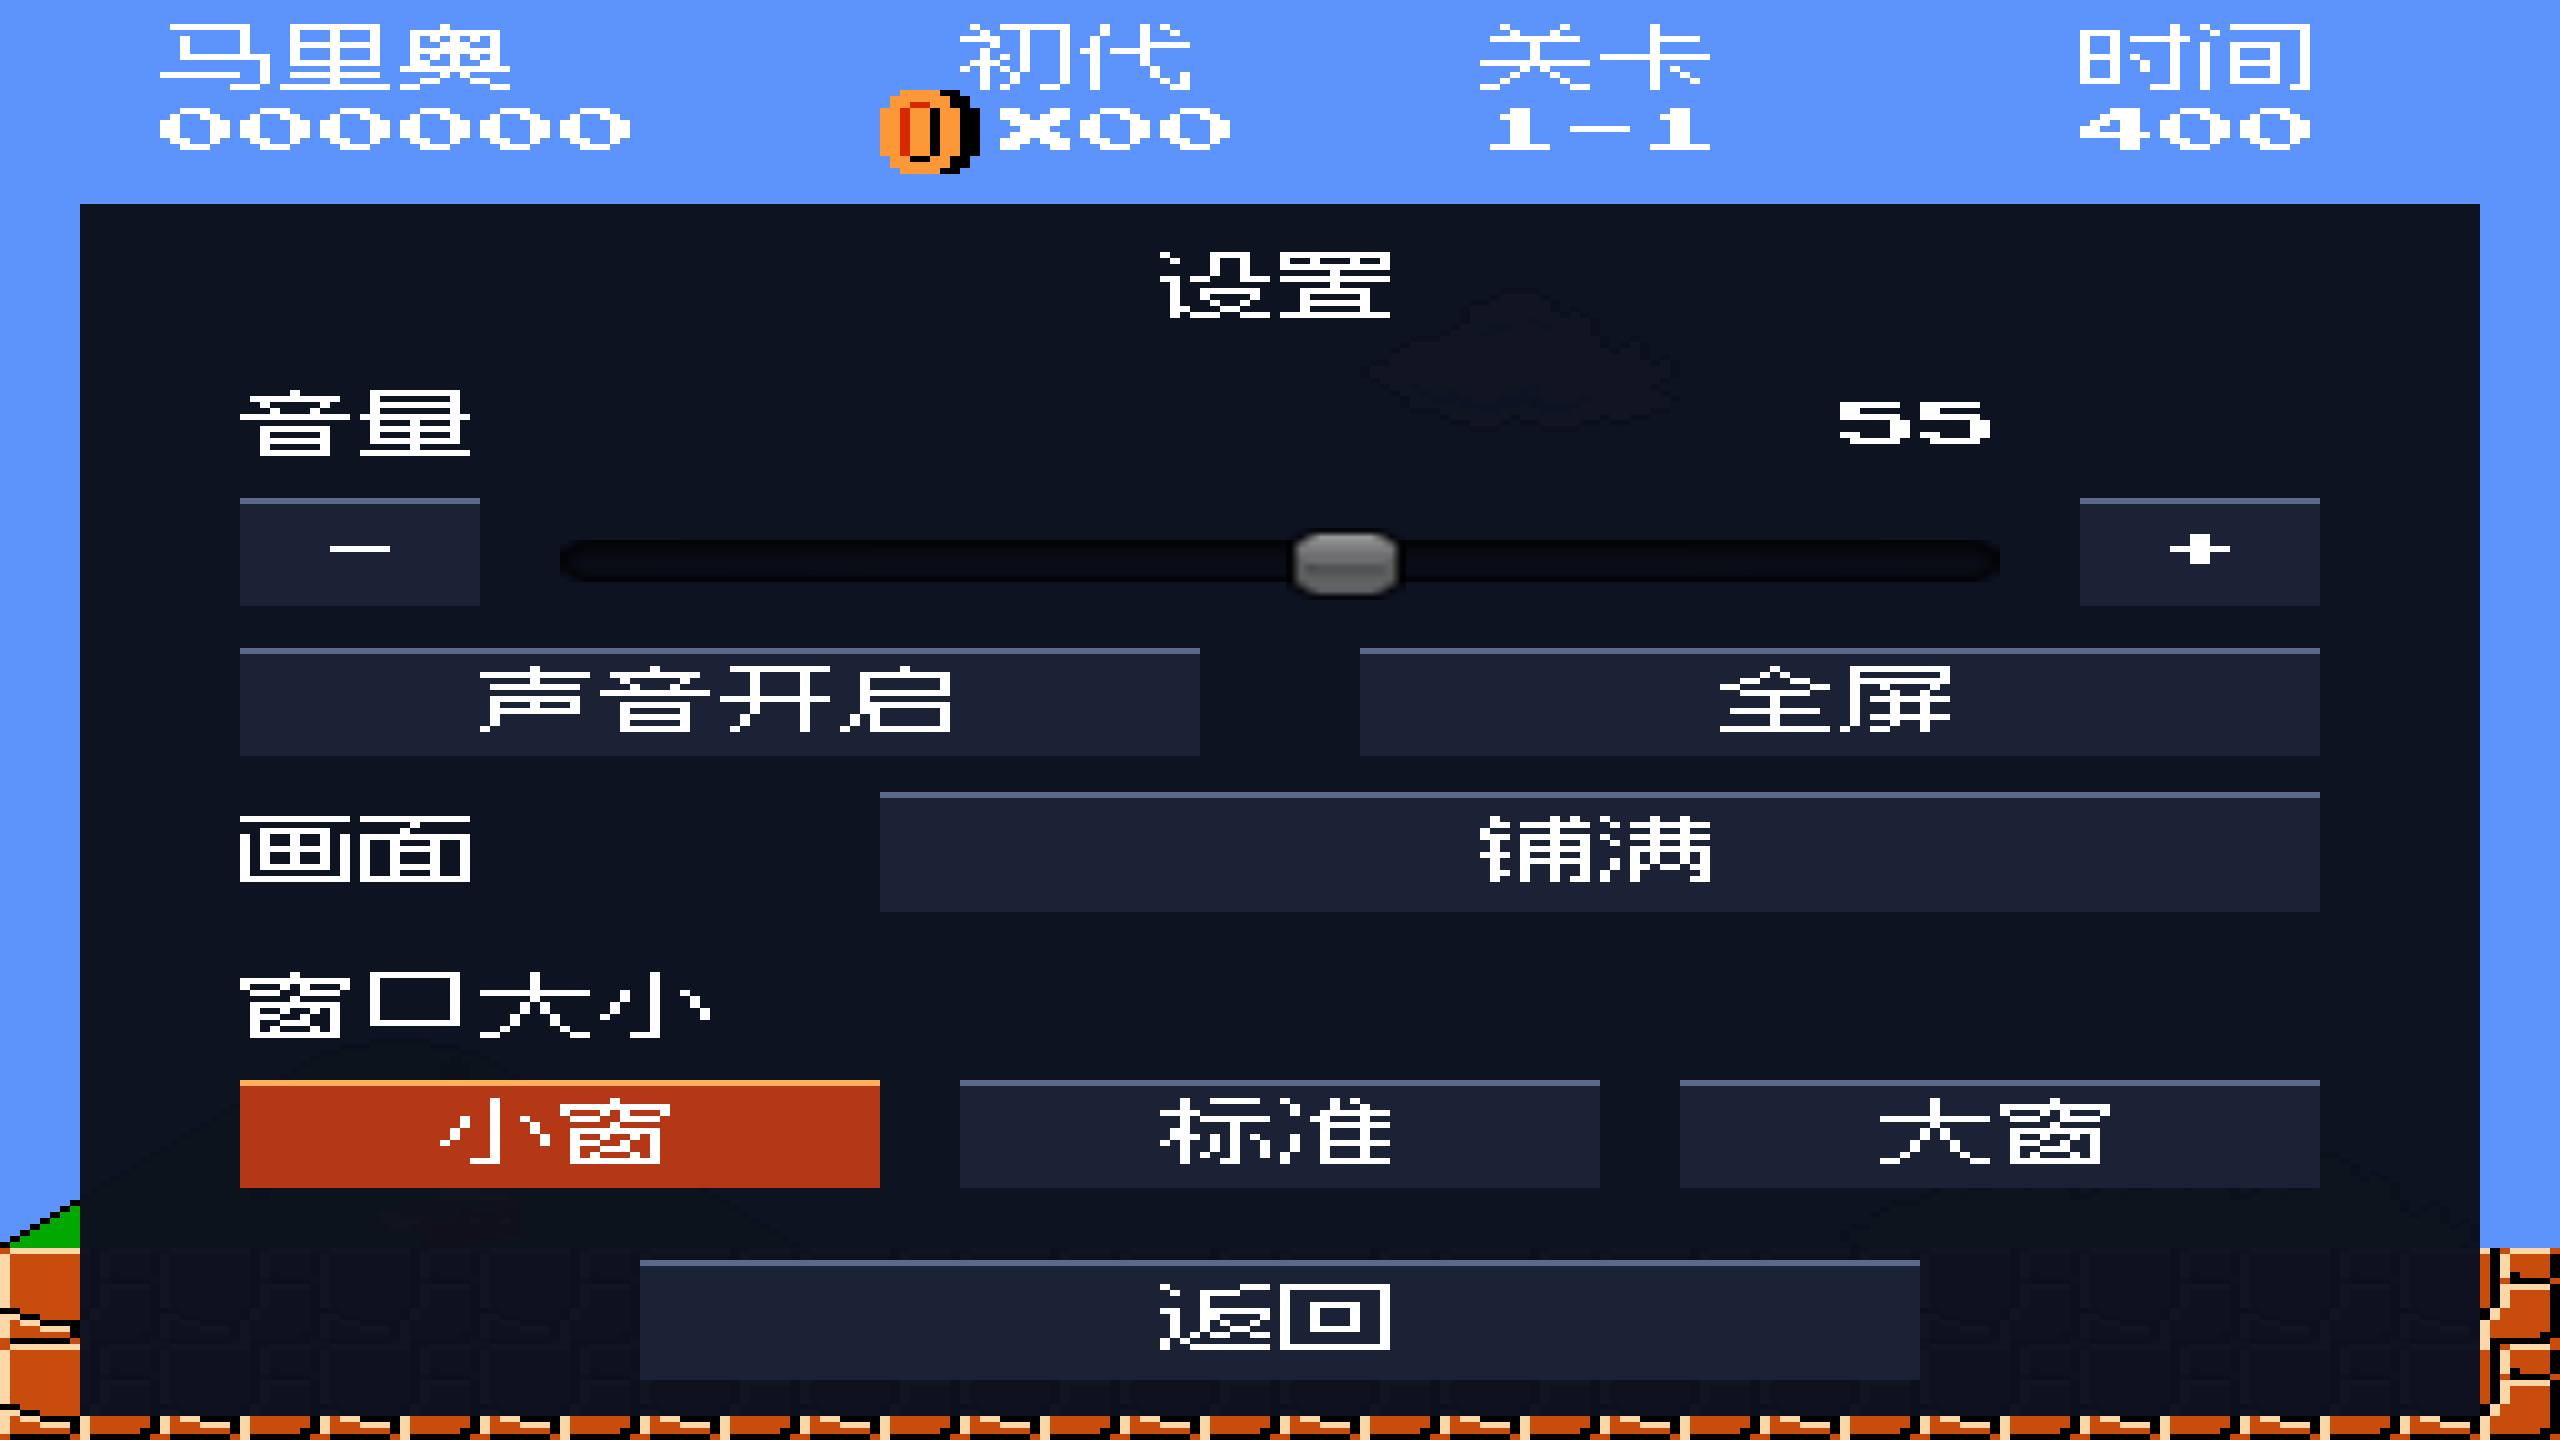 马里奥 初代 关卡 时间
000000 ×00 1-1 400
设置
音量 55
- +
声音开启 全屏
画面 铺满
窗口大小
小窗 标准 大窗
返回